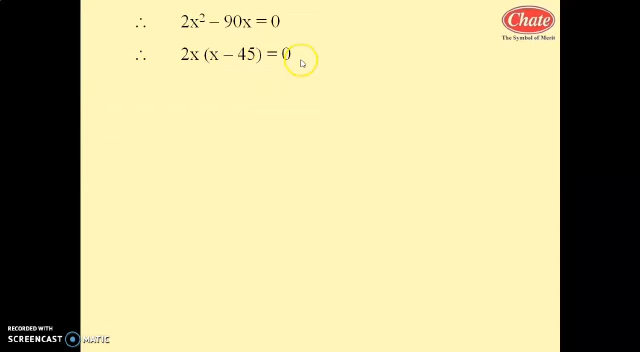 ∴ 2x² – 90x = 0
∴ 2x (x – 45) = 0
Chate
The Symbol of Merit
RECORDED WITH
SCREENCAST MATIC